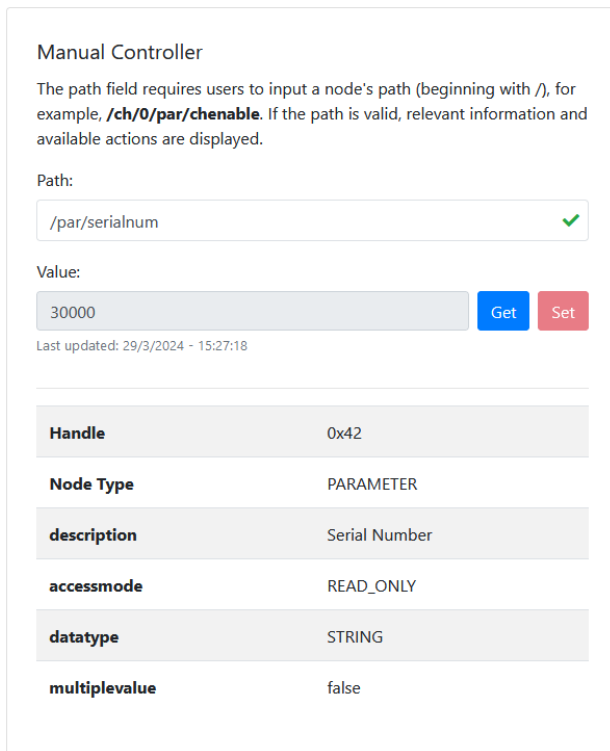 Manual Controller
The path field requires users to input a node's path (beginning with /), for
example, /ch/0/par/chenable. If the path is valid, relevant information and
available actions are displayed.
Path:
/par/serialnum
Value:
30000 Get Set
Last updated: 29/3/2024 - 15:27:18
Handle 0x42
Node Type PARAMETER
description Serial Number
accessmode READ_ONLY
datatype STRING
multiplevalue false